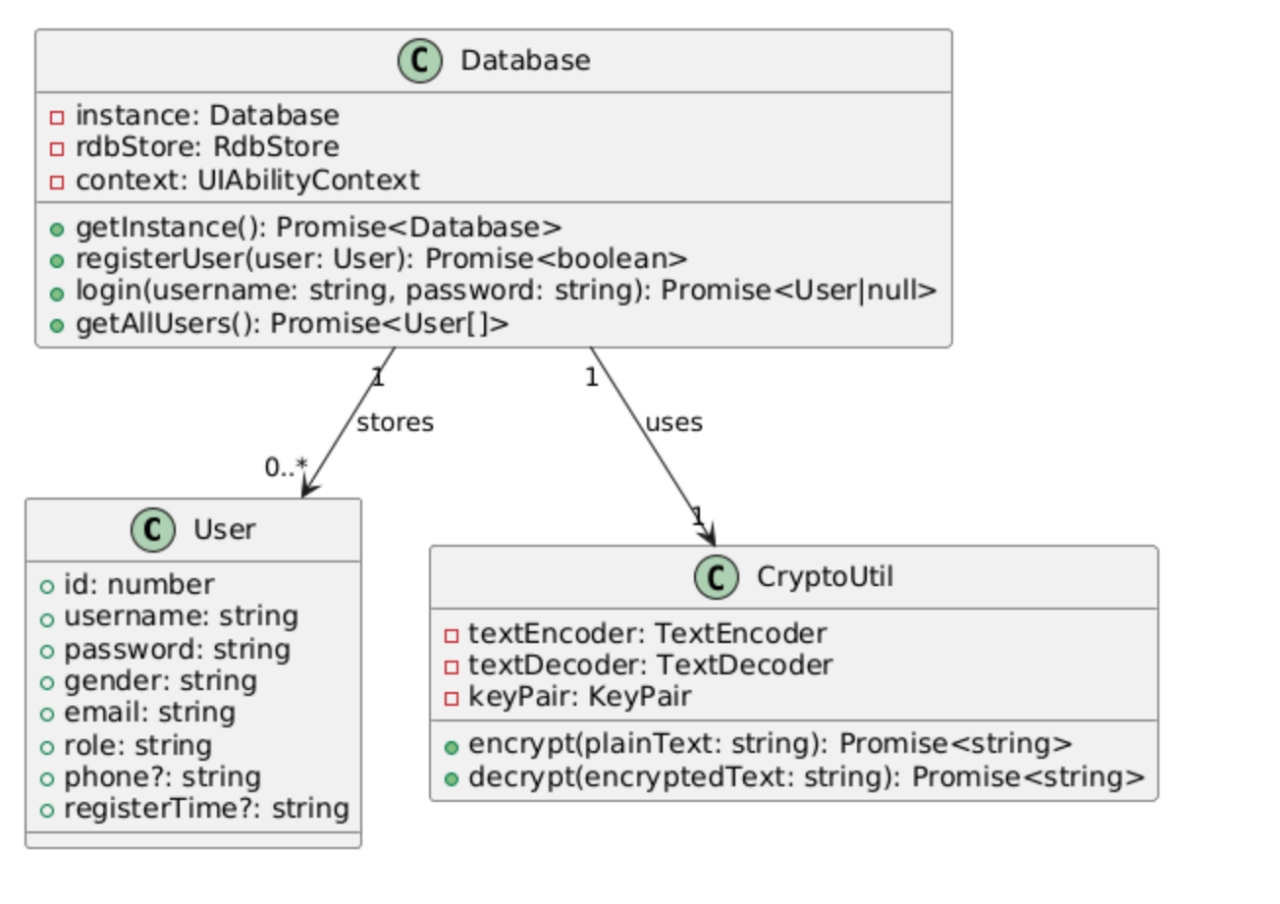 C Database
instance: Database
rdbStore: RdbStore
context: UIAbilityContext
getInstance(): Promise<Database>
registerUser(user: User): Promise<boolean>
login(username: string, password: string): Promise<User|null>
getAllUsers(): Promise<User[]>
1
1
stores
uses
0..*
1
C User
id: number
username: string
password: string
gender: string
email: string
role: string
phone?: string
registerTime?: string
C CryptoUtil
textEncoder: TextEncoder
textDecoder: TextDecoder
keyPair: KeyPair
encrypt(plainText: string): Promise<string>
decrypt(encryptedText: string): Promise<string>